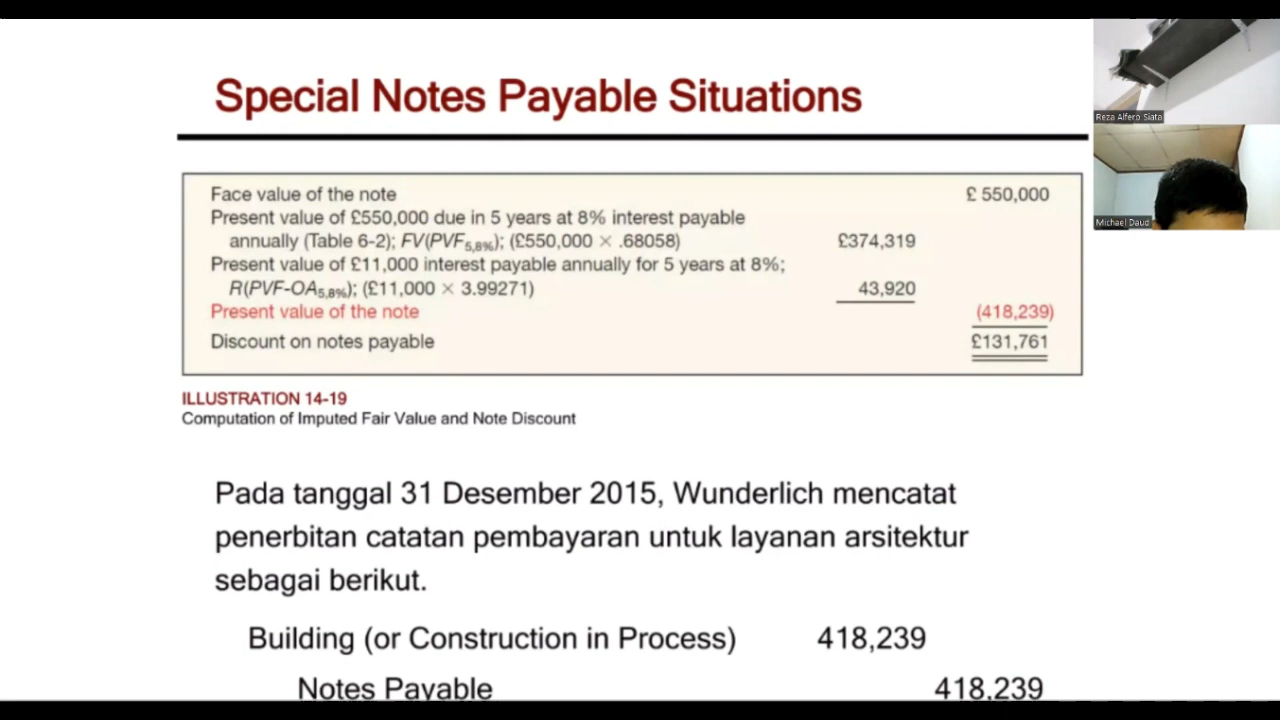 Special Notes Payable Situations
Reza Alfero Siata
Michael Daud
Face value of the note £ 550,000
Present value of £550,000 due in 5 years at 8% interest payable
annually (Table 6-2); FV(PVF5,8%); (£550,000 × .68058) £374,319
Present value of £11,000 interest payable annually for 5 years at 8%;
R(PVF-OA5,8%); (£11,000 × 3.99271) 43,920
Present value of the note (418,239)
Discount on notes payable £131,761
ILLUSTRATION 14-19
Computation of Imputed Fair Value and Note Discount
Pada tanggal 31 Desember 2015, Wunderlich mencatat
penerbitan catatan pembayaran untuk layanan arsitektur
sebagai berikut.
Building (or Construction in Process) 418,239
Notes Payable 418,239